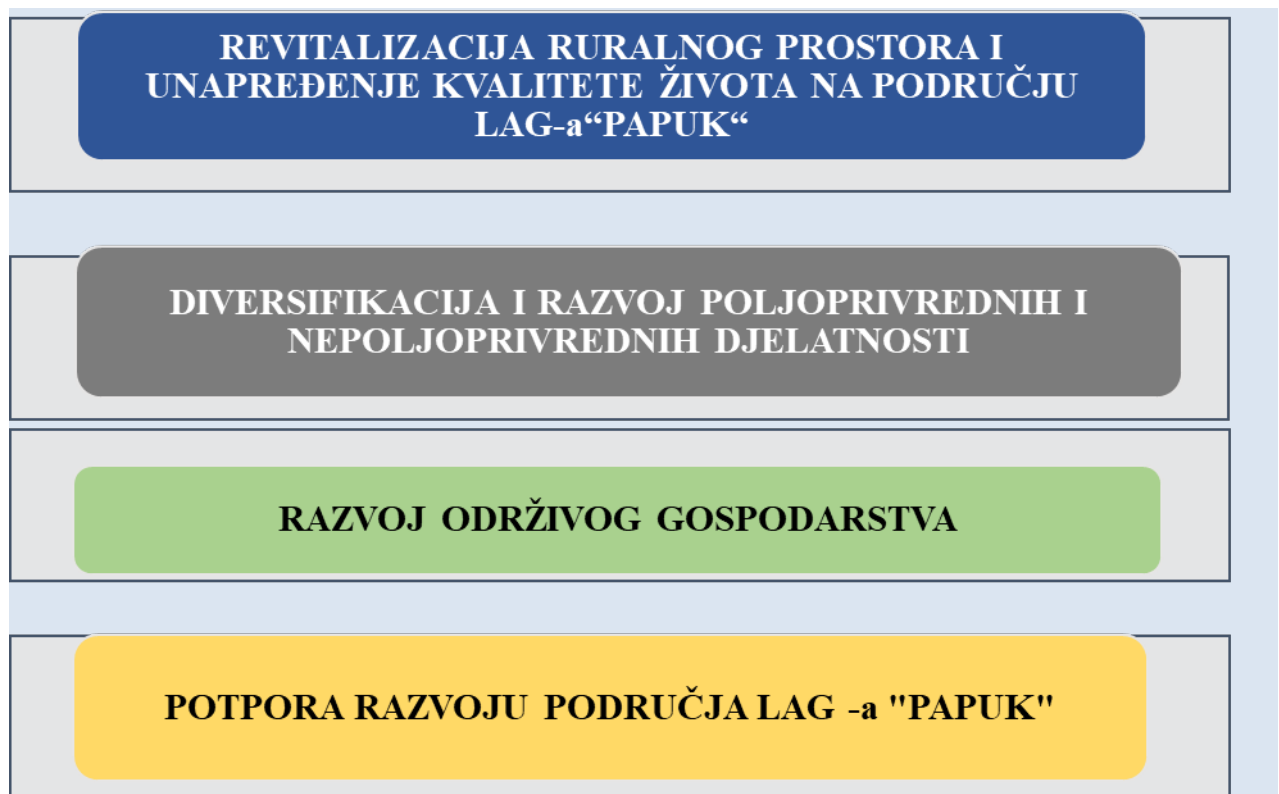 REVITALIZACIJA RURALNOG PROSTORA I
UNAPREĐENJE KVALITETE ŽIVOTA NA PODRUČJU
LAG-a“PAPUK“
DIVERSIFIKACIJA I RAZVOJ POLJOPRIVREDNIH I
NEPOLJOPRIVREDNIH DJELATNOSTI
RAZVOJ ODRŽIVOG GOSPODARSTVA
POTPORA RAZVOJU PODRUČJA LAG -a "PAPUK"